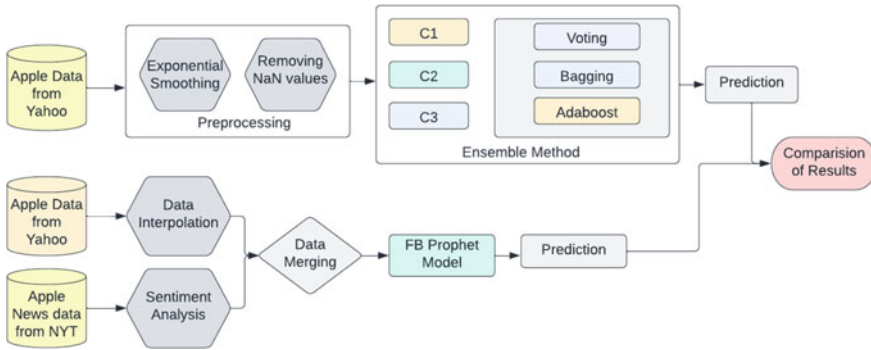 Apple Data
from
Yahoo
Exponential
Smoothing
Removing
NaN values
Preprocessing
C1
C2
C3
Voting
Bagging
Adaboost
Ensemble Method
Prediction
Comparision
of Results
Apple Data
from
Yahoo
Data
Interpolation
Apple
News data
from NYT
Sentiment
Analysis
Data
Merging
FB Prophet
Model
Prediction